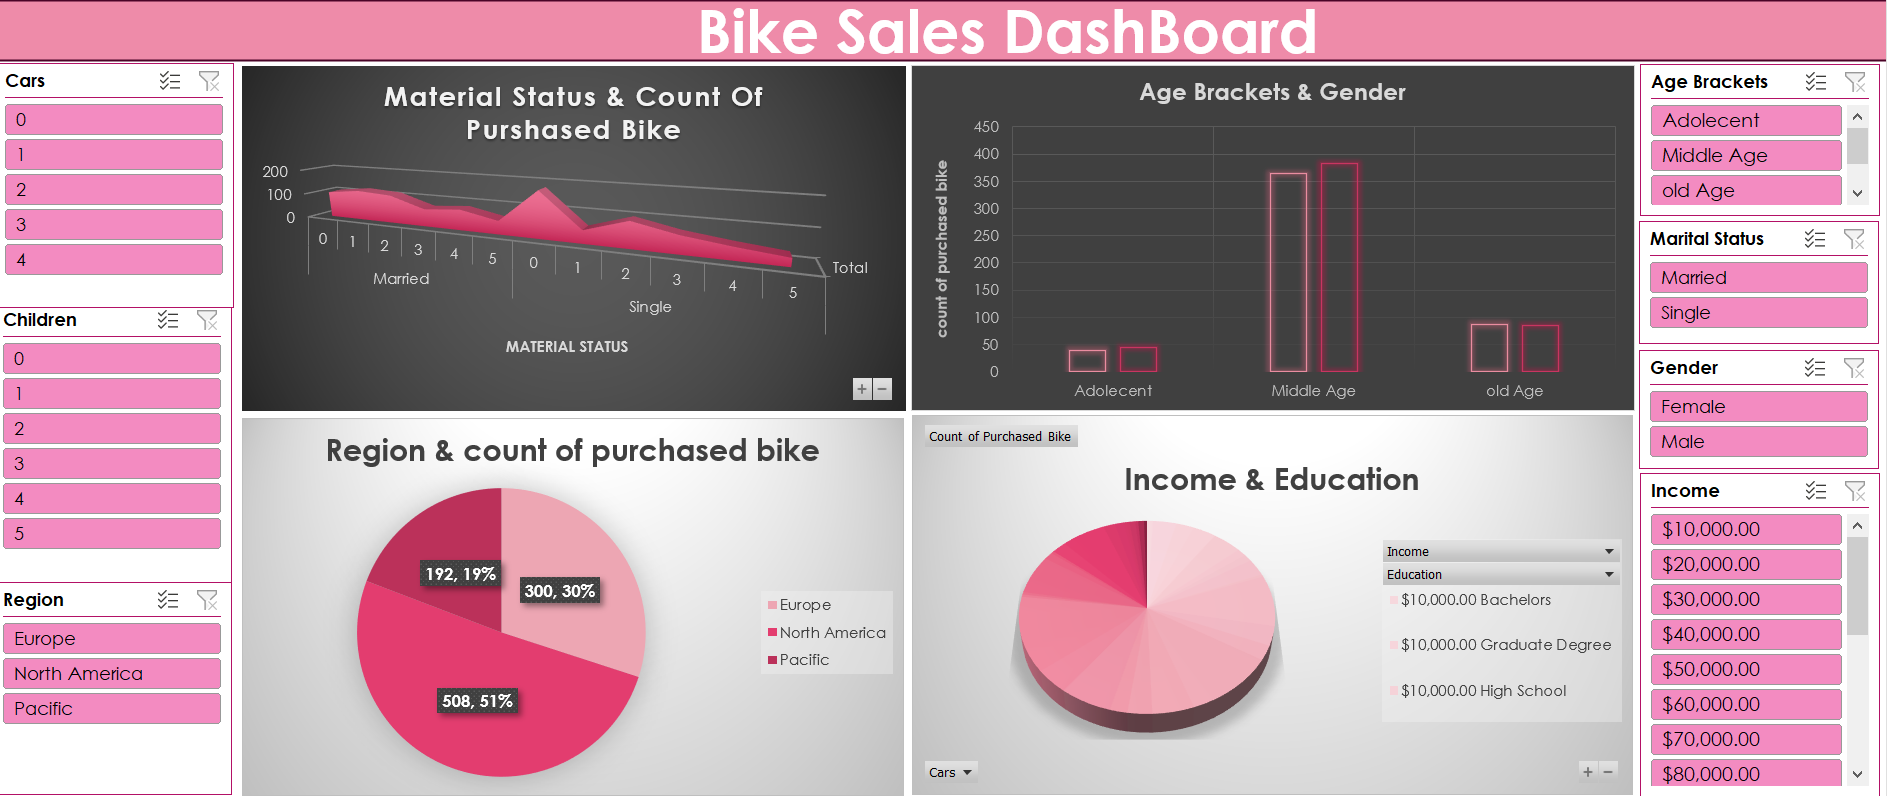 Bike Sales DashBoard
Cars
0
1
2
3
4
Children
0
1
2
3
4
5
Region
Europe
North America
Pacific
Material Status & Count Of
Purshased Bike
200
100
0
0 1 2 3 4 5 0 1 2 3 4 5
Married
Single
Total
MATERIAL STATUS
+ −
Age Brackets & Gender
count of purchased bike
450
400
350
300
250
200
150
100
50
0
Adolecent Middle Age old Age
Region & count of purchased bike
192, 19%
300, 30%
508, 51%
Europe
North America
Pacific
Count of Purchased Bike
Income & Education
Income
Education
$10,000.00 Bachelors
$10,000.00 Graduate Degree
$10,000.00 High School
Cars
+ −
Age Brackets
Adolecent
Middle Age
old Age
Marital Status
Married
Single
Gender
Female
Male
Income
$10,000.00
$20,000.00
$30,000.00
$40,000.00
$50,000.00
$60,000.00
$70,000.00
$80,000.00